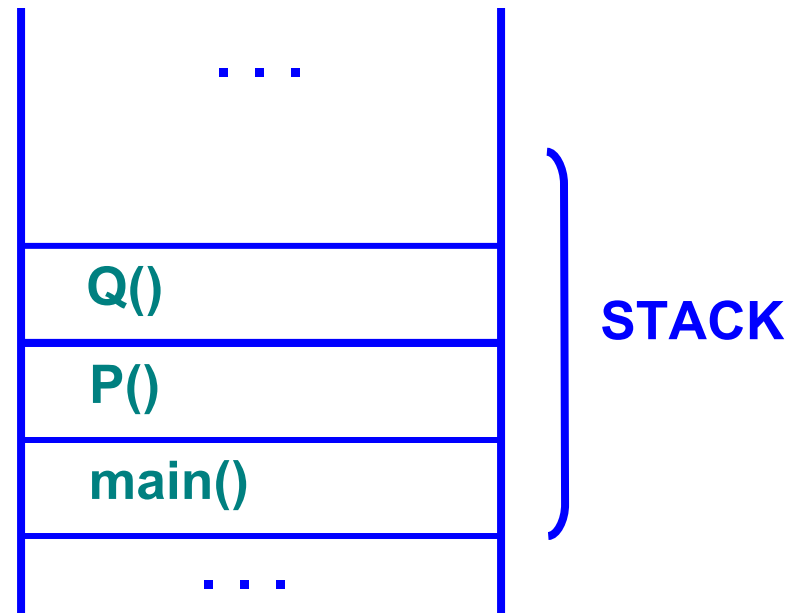 . . .
Q()
STACK
P()
main()
. . .